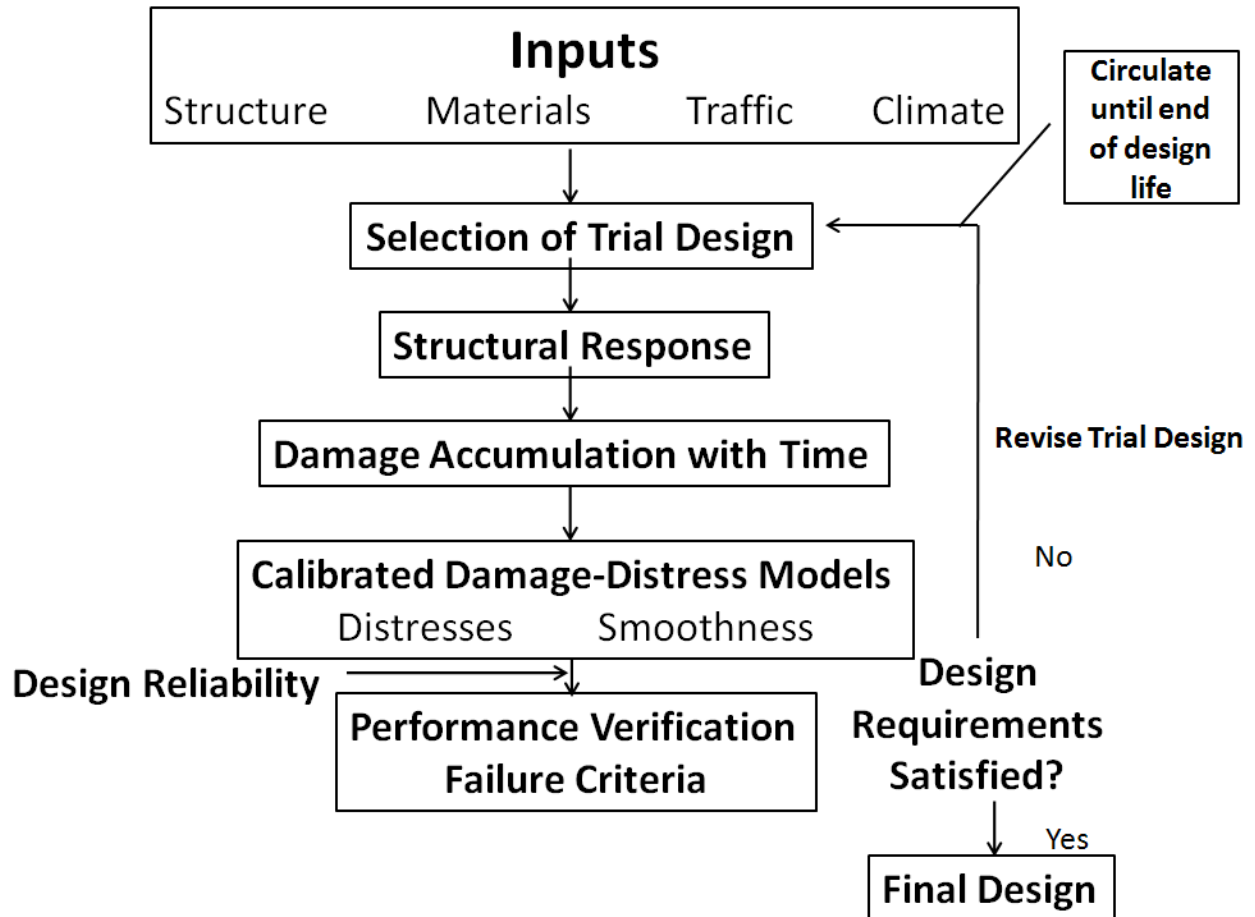 Inputs
Structure Materials Traffic Climate
Circulate
until end
of design
life
Selection of Trial Design
Structural Response
Damage Accumulation with Time
Revise Trial Design
No
Calibrated Damage-Distress Models
Distresses Smoothness
Design Reliability
Performance Verification
Failure Criteria
Design
Requirements
Satisfied?
Yes
Final Design